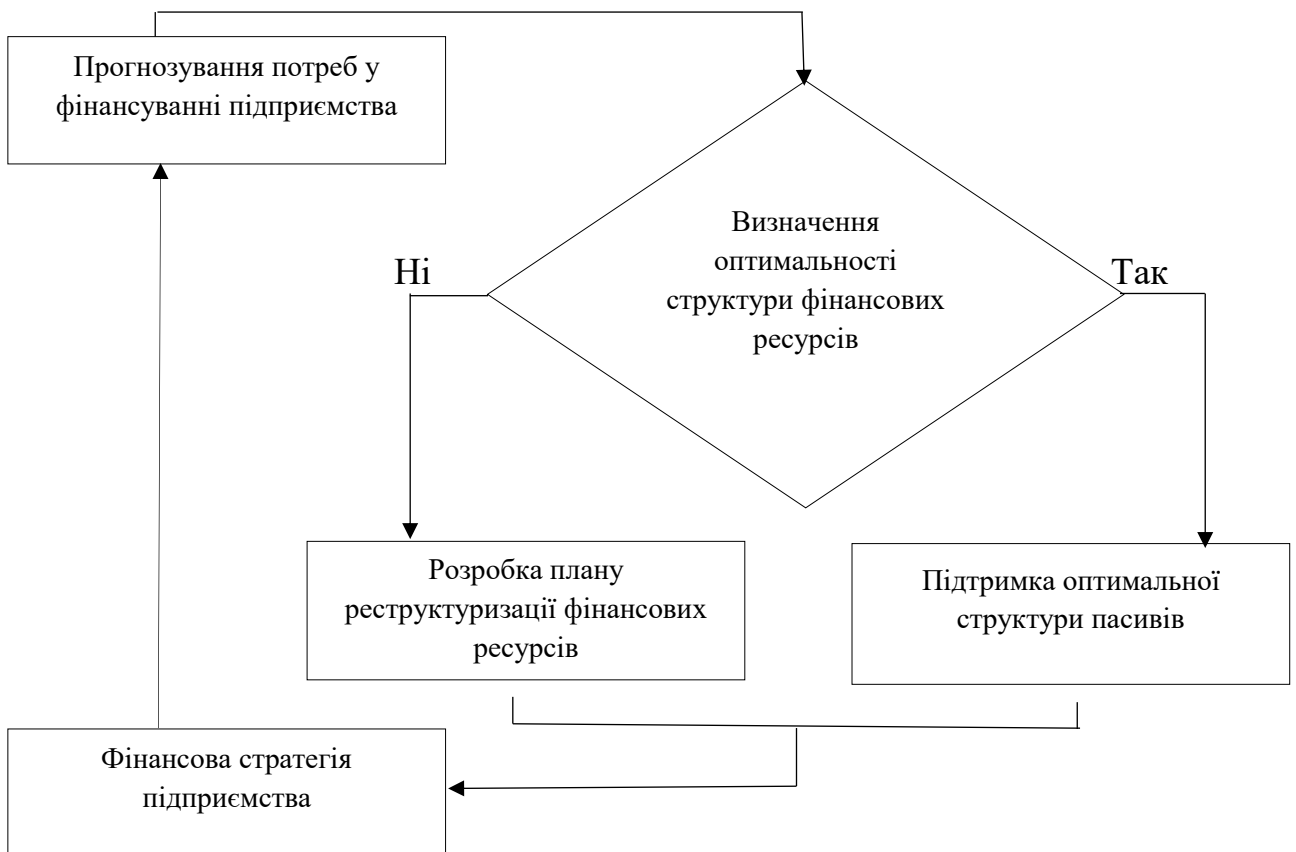 Прогнозування потреб у
фінансуванні підприємства
Визначення
оптимальності
структури фінансових
ресурсів
Ні
Так
Розробка плану
реструктуризації фінансових
ресурсів
Підтримка оптимальної
структури пасивів
Фінансова стратегія
підприємства